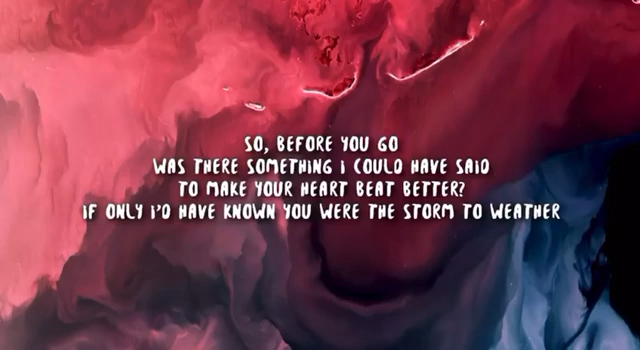 SO, BEFORE YOU GO
WAS THERE SOMETHING I COULD HAVE SAID
TO MAKE YOUR HEART BEAT BETTER?
IF ONLY I'D HAVE KNOWN YOU WERE THE STORM TO WEATHER